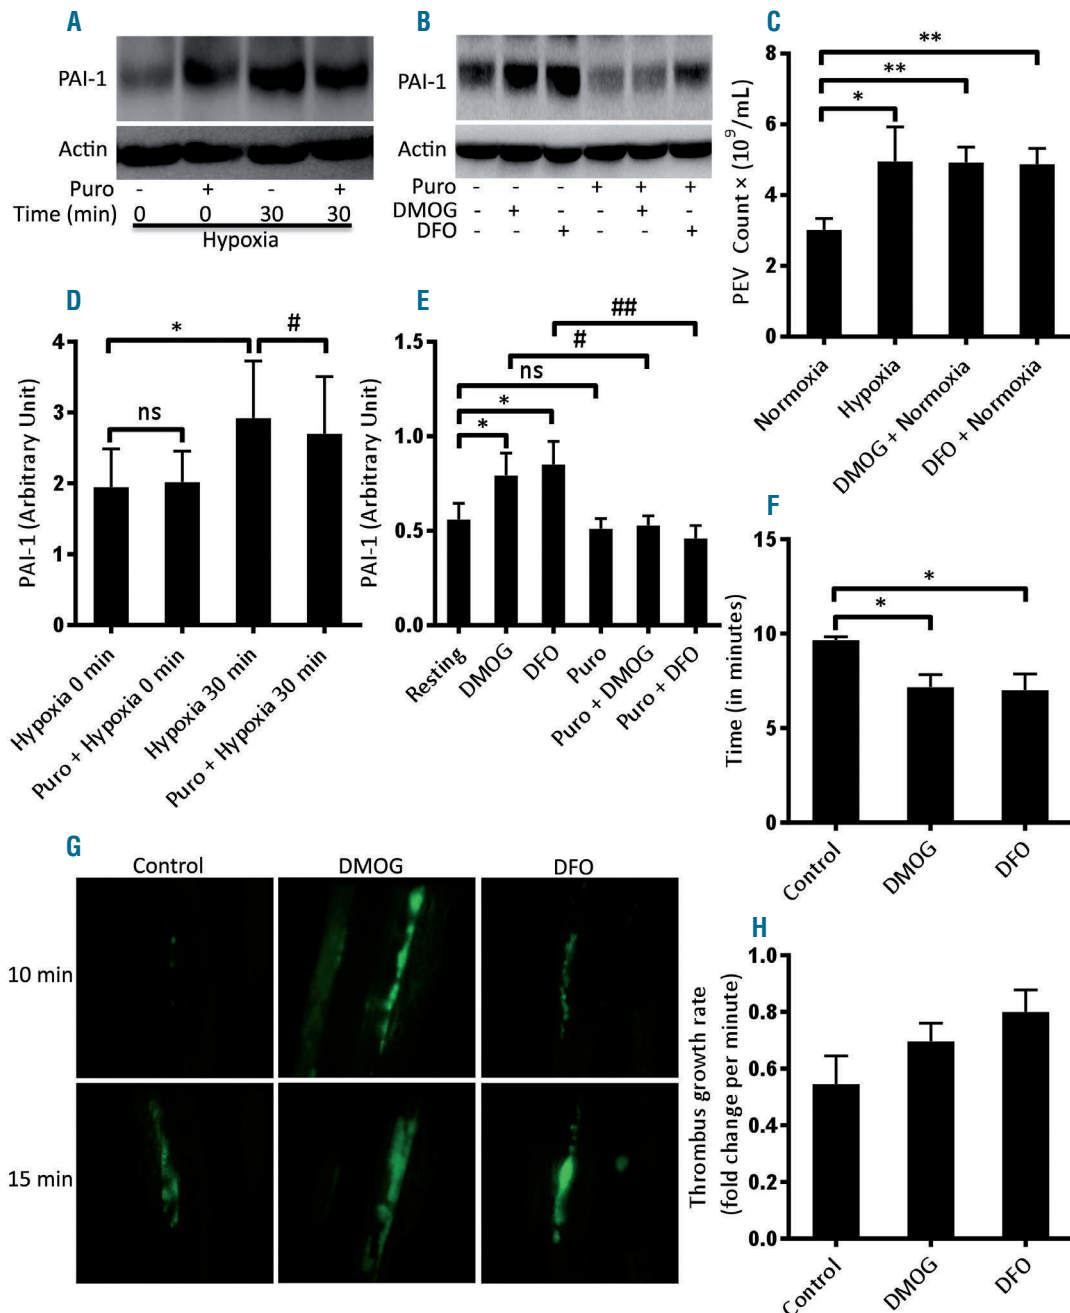 A
PAI-1
Actin
Puro - + - +
Time (min) 0 0 30 30
Hypoxia
B
PAI-1
Actin
Puro - - - + + +
DMOG - + - - + -
DFO - - + - - +
C
PEV Count × (10⁹/mL)
8
6
4
2
0
*
**
**
Normoxia
Hypoxia
DMOG + Normoxia
DFO + Normoxia
D
PAI-1 (Arbitrary Unit)
4
3
2
1
0
ns
*
#
Hypoxia 0 min
Puro + Hypoxia 0 min
Hypoxia 30 min
Puro + Hypoxia 30 min
E
PAI-1 (Arbitrary Unit)
1.5
1.0
0.5
0.0
*
*
ns
#
##
Resting
DMOG
DFO
Puro
Puro + DMOG
Puro + DFO
F
Time (in minutes)
15
10
5
0
*
*
Control
DMOG
DFO
G
Control DMOG DFO
10 min
15 min
H
Thrombus growth rate
(fold change per minute)
1.0
0.8
0.6
0.4
0.2
0.0
Control
DMOG
DFO